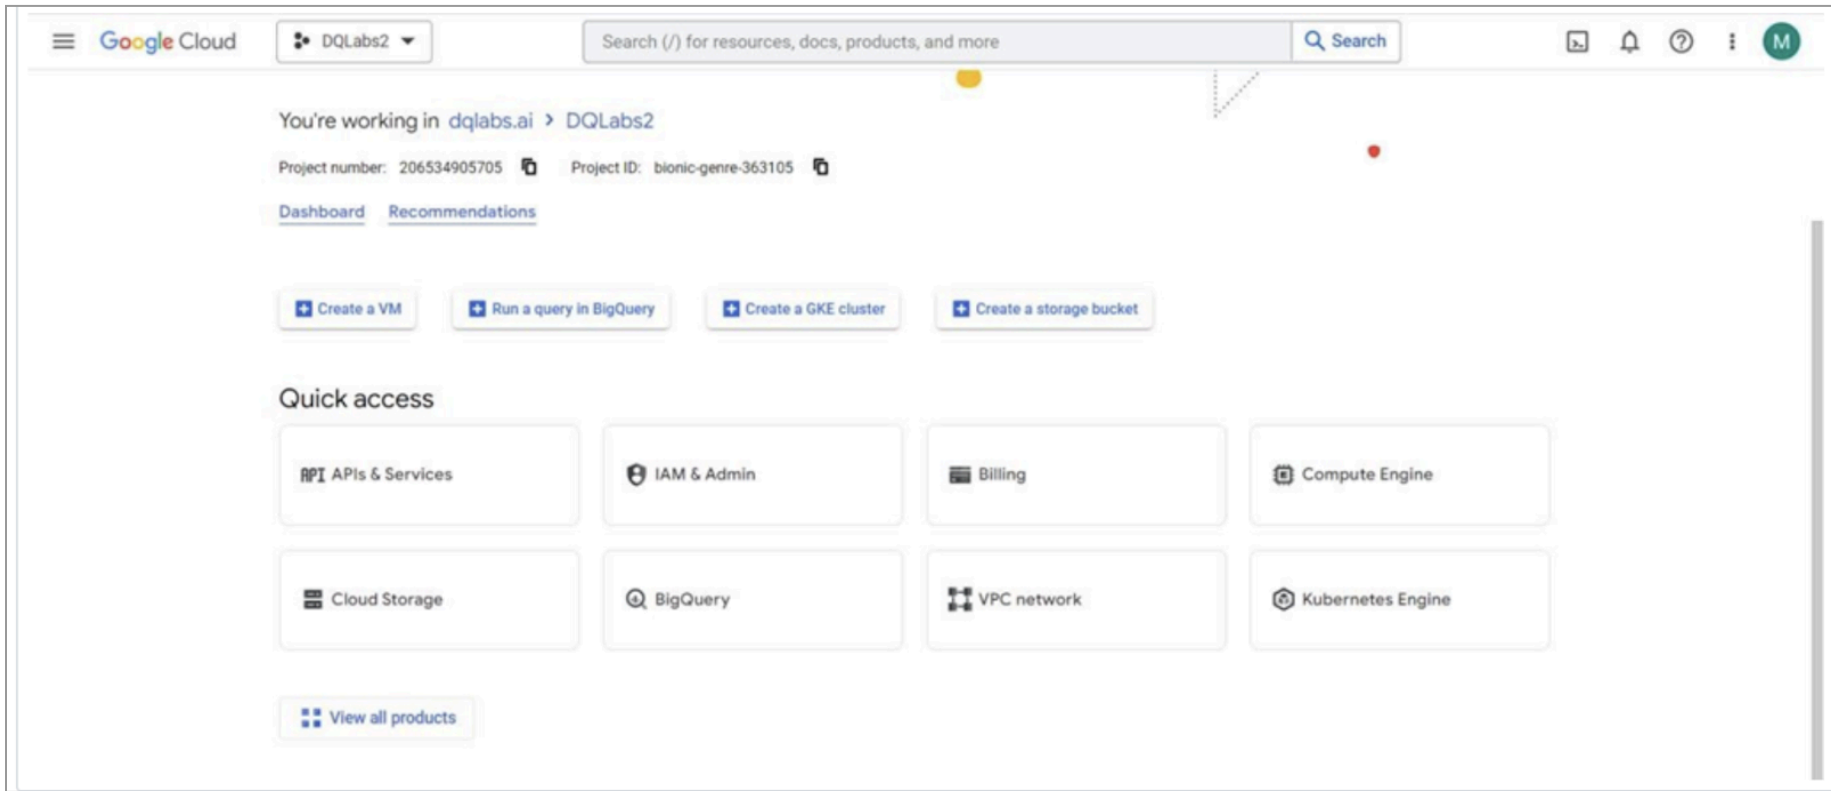 Google Cloud DQLabs2 Search (/) for resources, docs, products, and more Search M
You're working in dqlabs.ai > DQLabs2
Project number: 206534905705 Project ID: bionic-genre-363105
Dashboard Recommendations
Create a VM Run a query in BigQuery Create a GKE cluster Create a storage bucket
Quick access
API APIs & Services IAM & Admin Billing Compute Engine
Cloud Storage BigQuery VPC network Kubernetes Engine
View all products